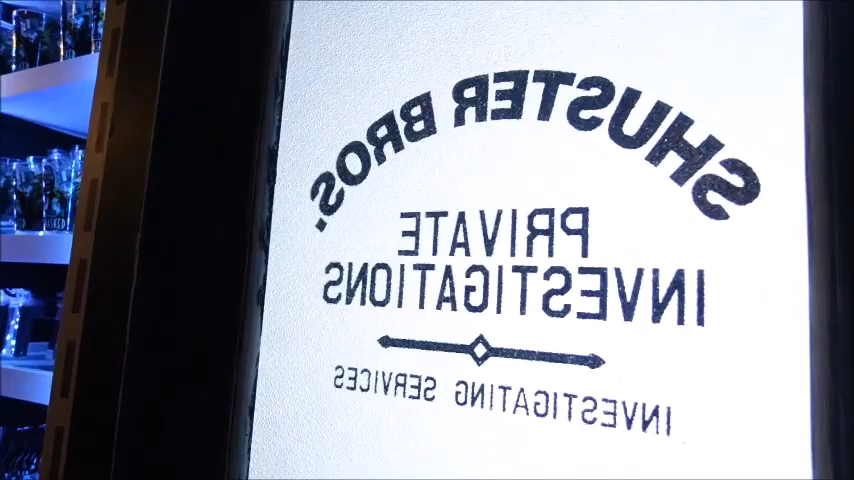 SHUSTER BROS.
PRIVATE
INVESTIGATIONS
INVESTIGATING SERVICES